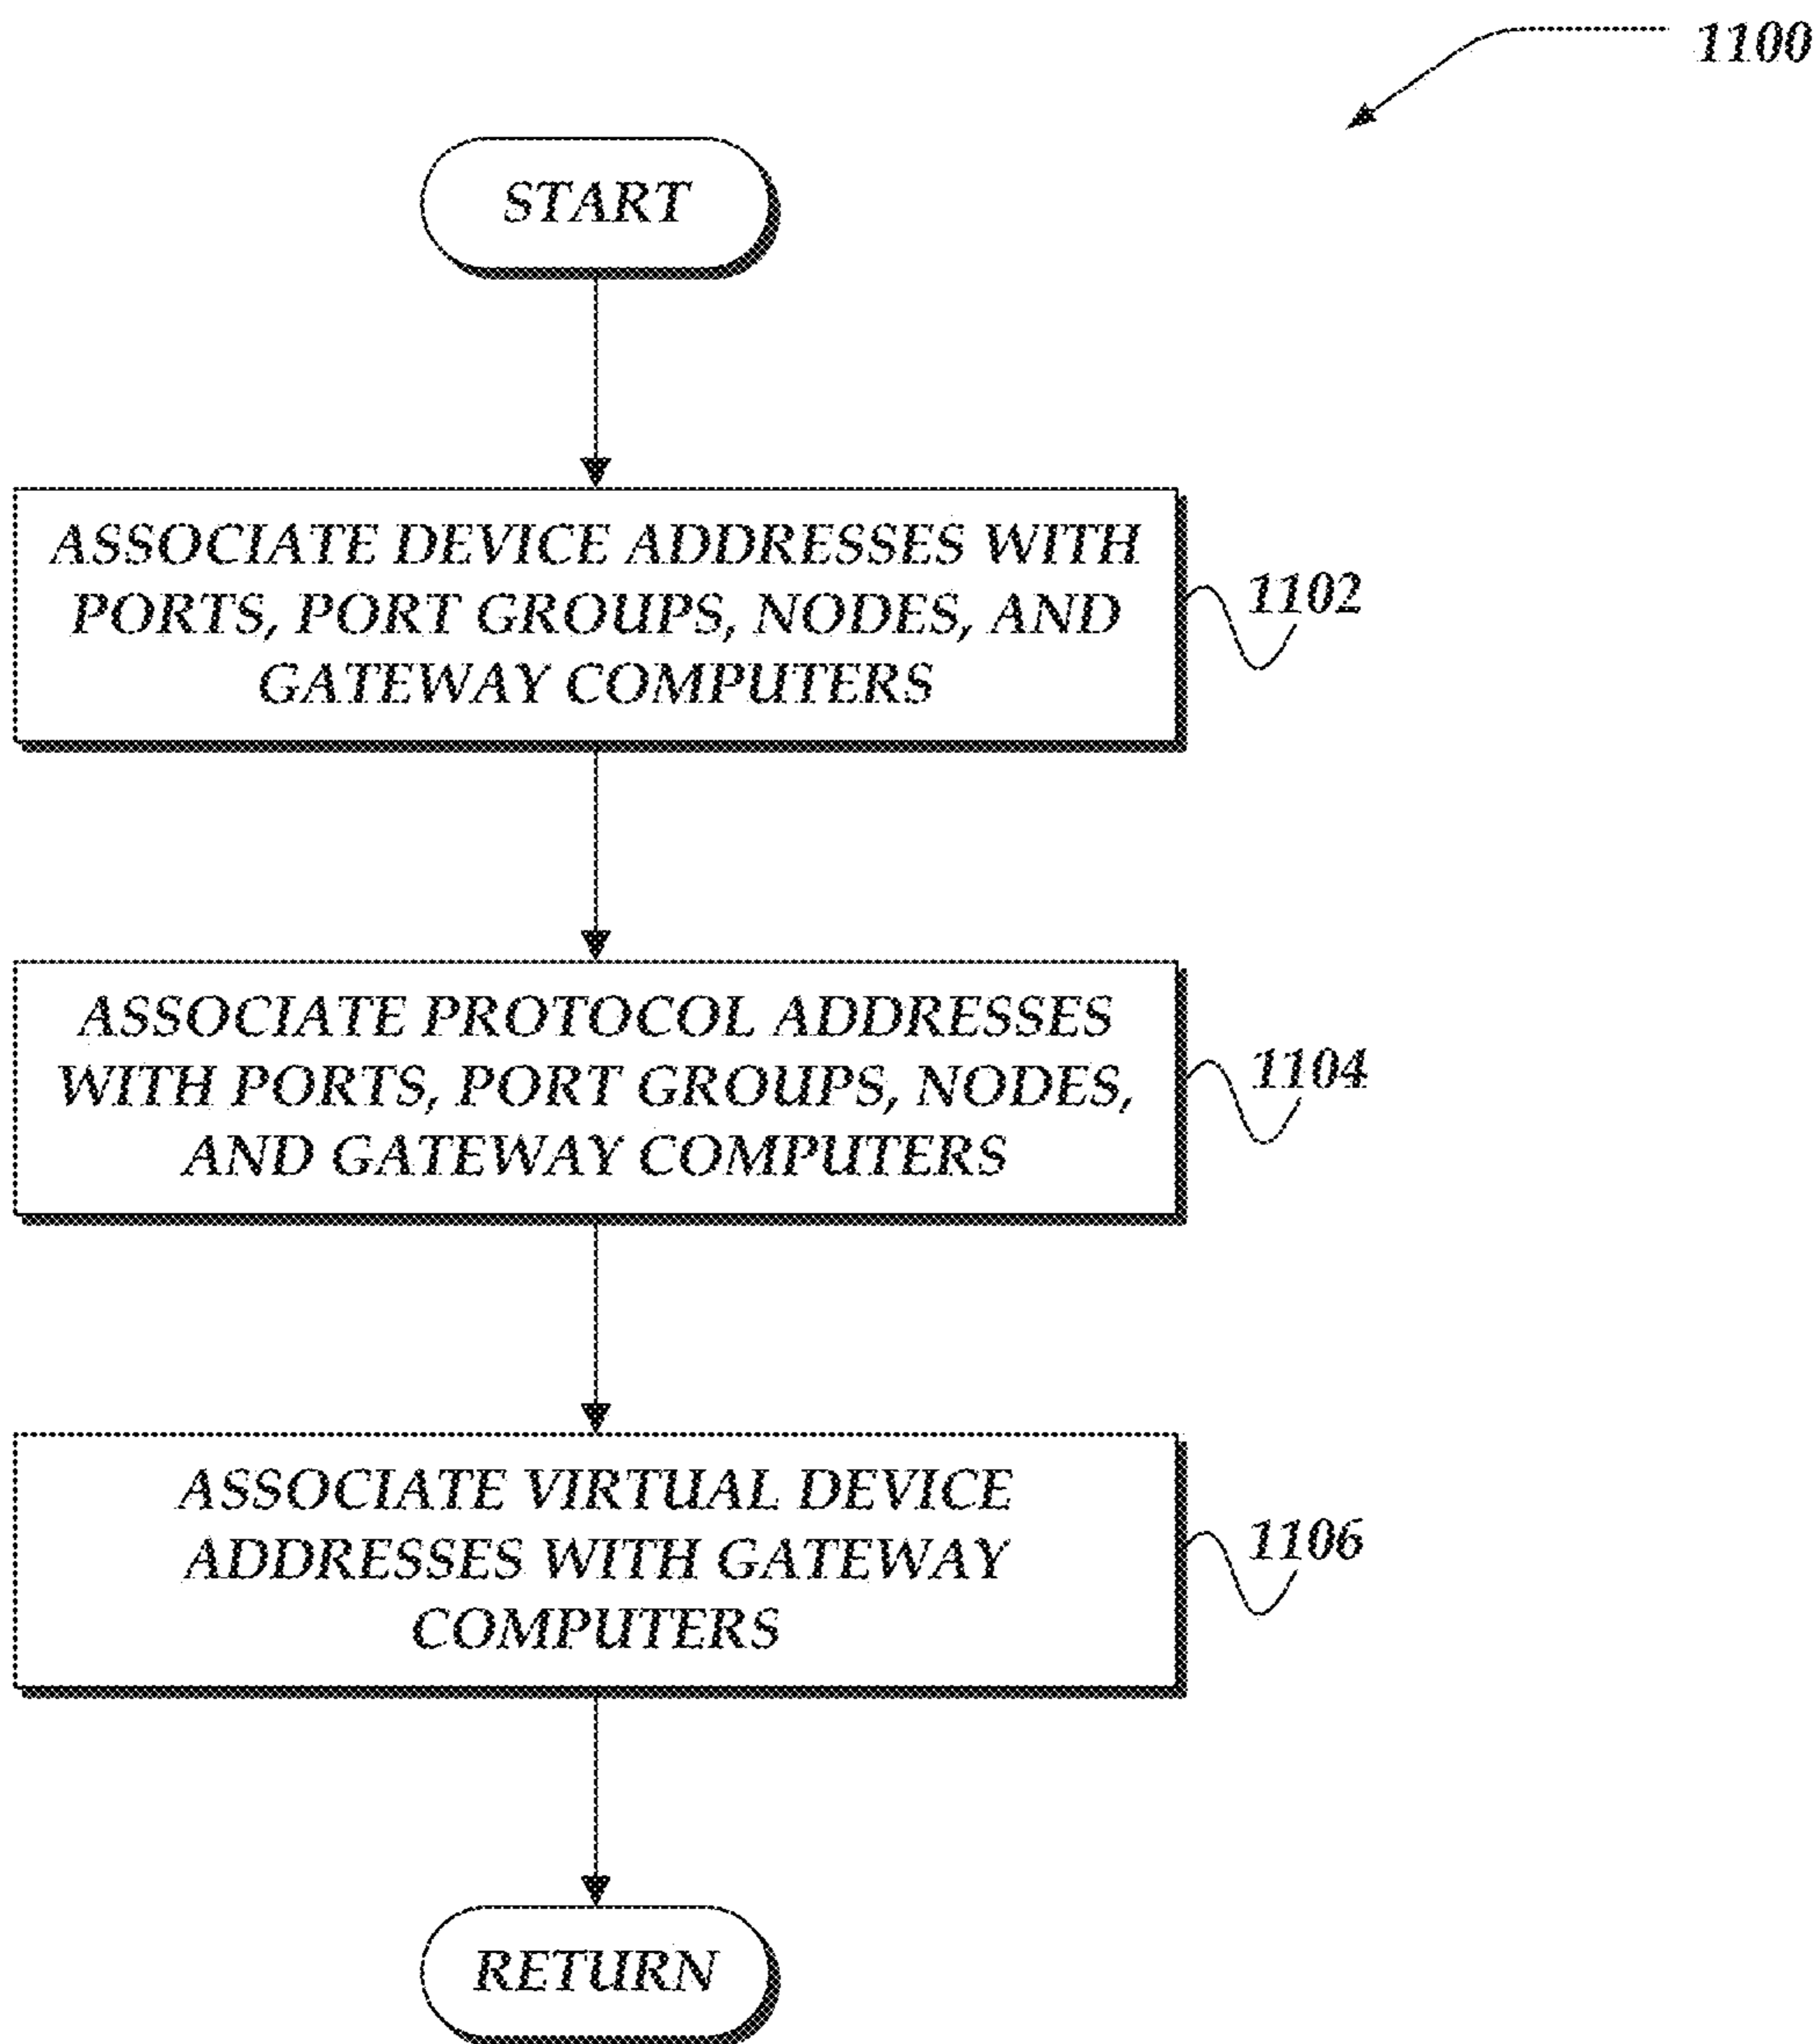 1100
START
ASSOCIATE DEVICE ADDRESSES WITH
PORTS, PORT GROUPS, NODES, AND
GATEWAY COMPUTERS
1102
ASSOCIATE PROTOCOL ADDRESSES
WITH PORTS, PORT GROUPS, NODES,
AND GATEWAY COMPUTERS
1104
ASSOCIATE VIRTUAL DEVICE
ADDRESSES WITH GATEWAY
COMPUTERS
1106
RETURN